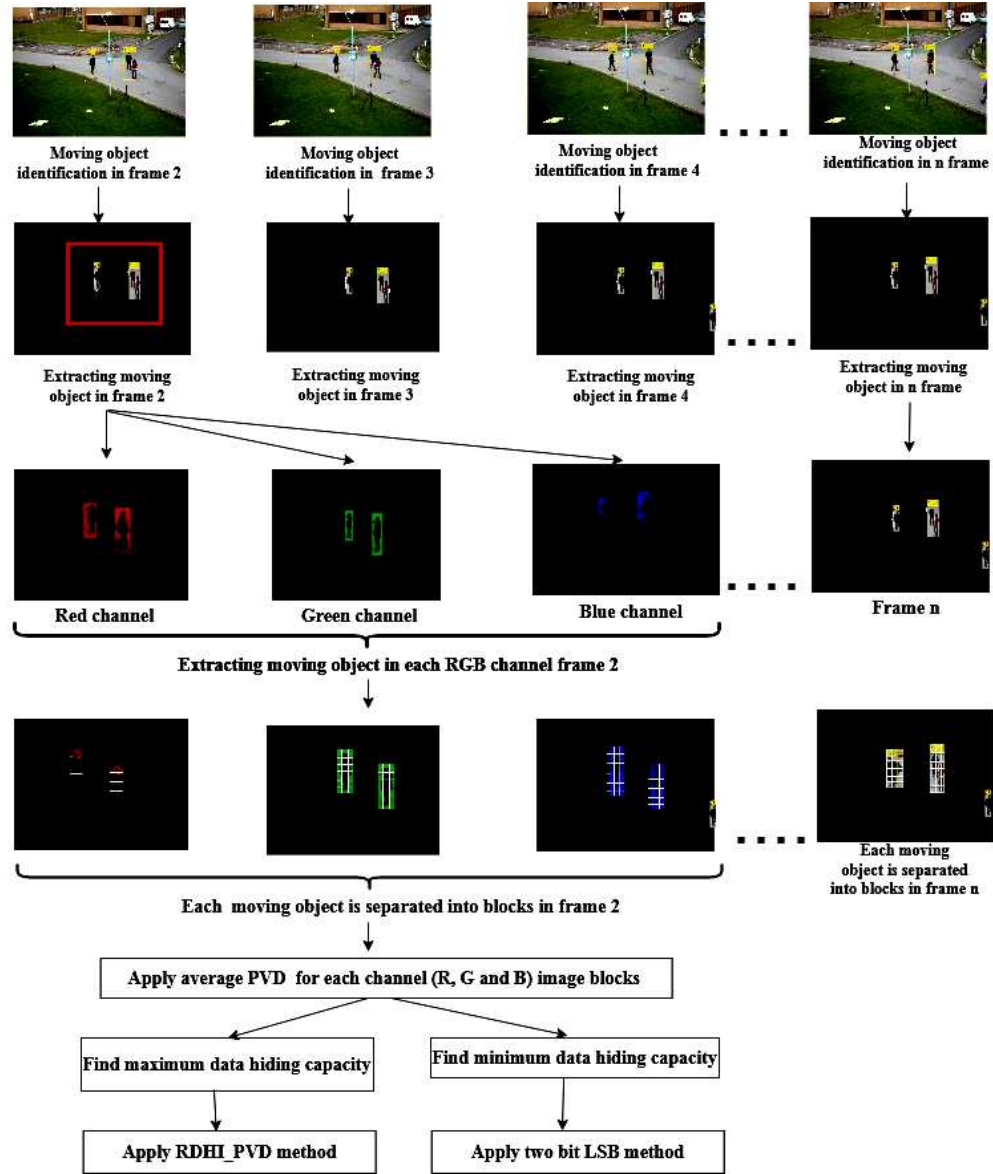 Moving object
identification in frame 2
Moving object
identification in frame 3
Moving object
identification in frame 4
Moving object
identification in n frame
Extracting moving
object in frame 2
Extracting moving
object in frame 3
Extracting moving
object in frame 4
Extracting moving
object in n frame
Red channel
Green channel
Blue channel
Frame n
Extracting moving object in each RGB channel frame 2
Each moving
object is separated
into blocks in frame n
Each moving object is separated into blocks in frame 2
Apply average PVD for each channel (R, G and B) image blocks
Find maximum data hiding capacity
Find minimum data hiding capacity
Apply RDHI_PVD method
Apply two bit LSB method